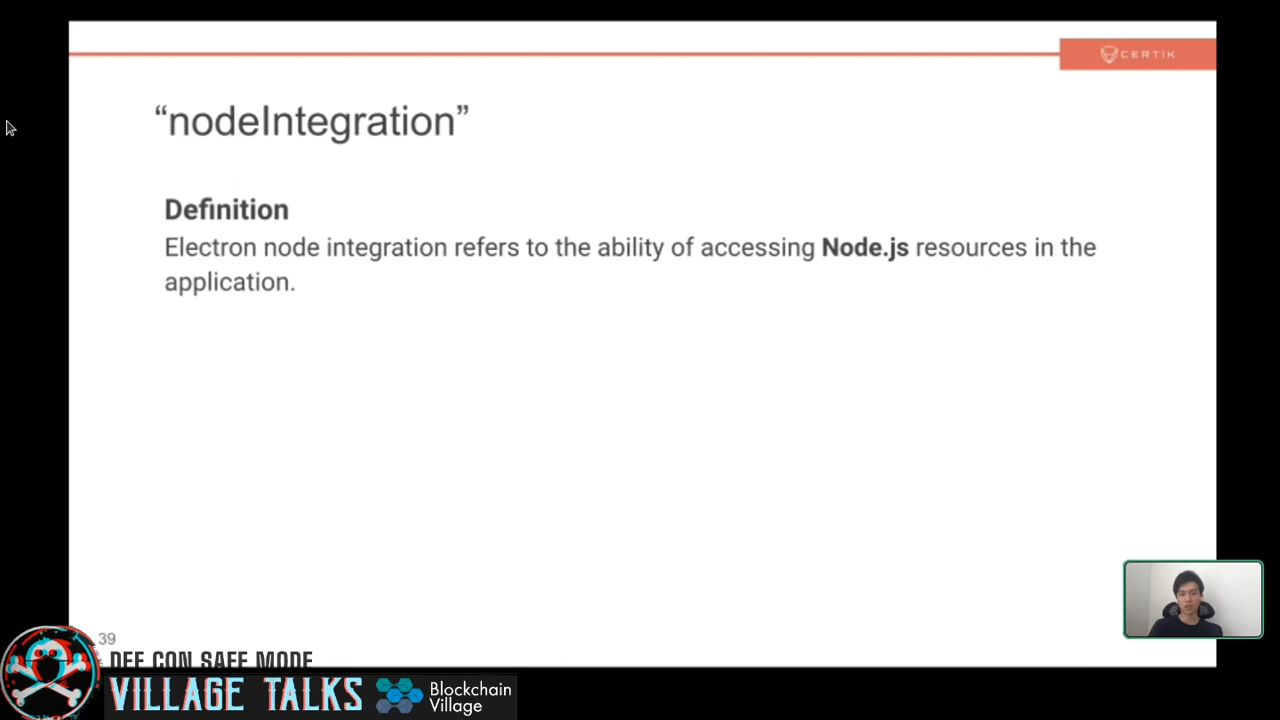 CERTIK
“nodeIntegration”
Definition
Electron node integration refers to the ability of accessing Node.js resources in the
application.
39
DEF CON SAFE MODE
VILLAGE TALKS
Blockchain
Village